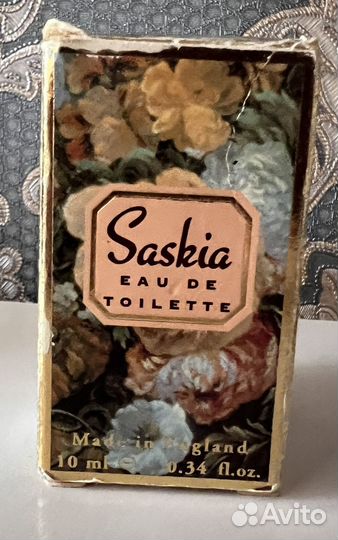 Saskia
EAU DE
TOILETTE
Made in England
10 ml e 0.34 fl.oz.
Avito